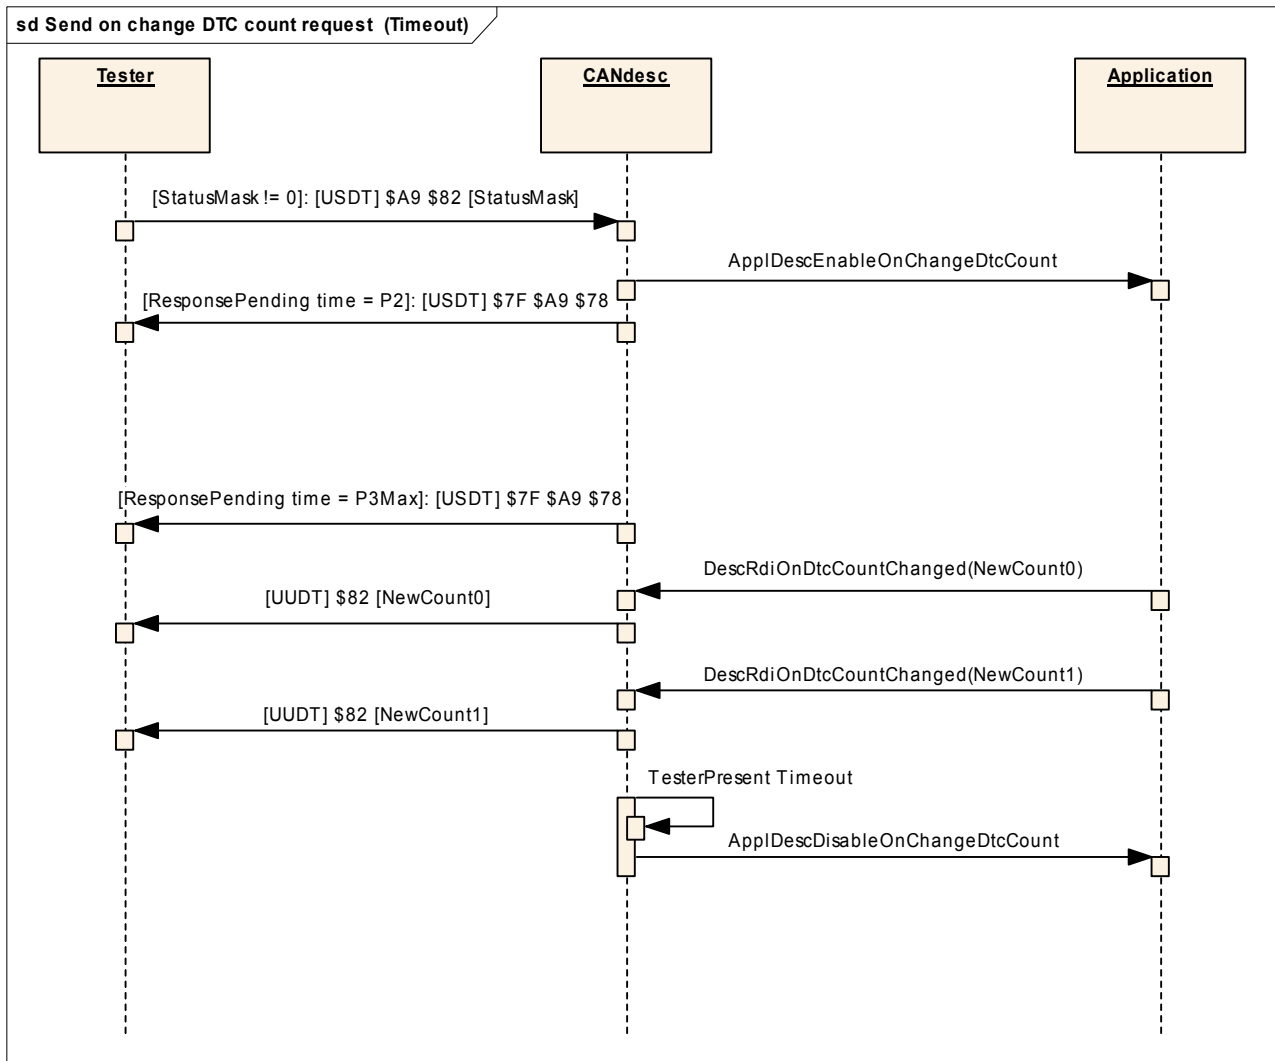 sd Send on change DTC count request (Timeout)
Tester
CANdesc
Application
[StatusMask != 0]: [USDT] $A9 $82 [StatusMask]
ApplDescEnableOnChangeDtcCount
[ResponsePending time = P2]: [USDT] $7F $A9 $78
[ResponsePending time = P3Max]: [USDT] $7F $A9 $78
DescRdiOnDtcCountChanged(NewCount0)
[UUDT] $82 [NewCount0]
DescRdiOnDtcCountChanged(NewCount1)
[UUDT] $82 [NewCount1]
TesterPresent Timeout
ApplDescDisableOnChangeDtcCount